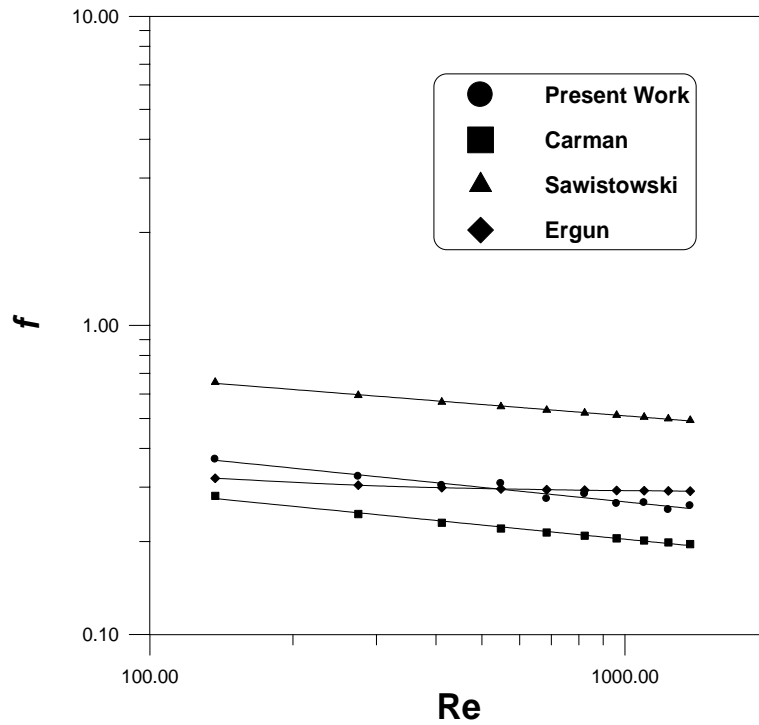 10.00
Present Work
Carman
Sawistowski
Ergun
f
1.00
0.10
100.00
1000.00
Re